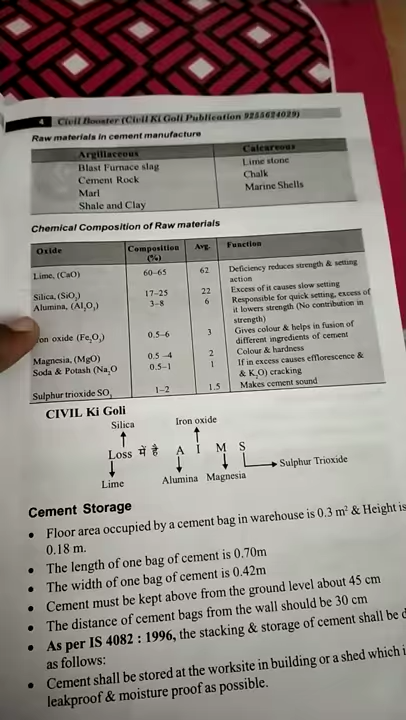 4 Civil Booster (Civil Ki Goli Publication 9255624029)
Raw materials in cement manufacture
Argillaceous Calcareous
Blast Furnace slag Lime stone
Cement Rock Chalk
Marl Marine Shells
Shale and Clay
Chemical Composition of Raw materials
Oxide Composition (%) Avg. Function
Lime, (CaO) 60–65 62 Deficiency reduces strength & setting action
Silica, (SiO₂) 17–25 22 Excess of it causes slow setting
Alumina, (Al₂O₃) 3–8 6 Responsible for quick setting, excess of it lowers strength (No contribution in strength)
ron oxide (Fe₂O₃) 0.5–6 3 Gives colour & helps in fusion of different ingredients of cement
Magnesia, (MgO) 0.5–4 2 Colour & hardness
Soda & Potash (Na₂O 0.5–1 1 If in excess causes efflorescence & & K₂O) cracking
Sulphur trioxide SO₃ 1–2 1.5 Makes cement sound
CIVIL Ki Goli
Silica Iron oxide
Loss में है A I M S
Sulphur Trioxide
Lime Alumina Magnesia
Cement Storage
• Floor area occupied by a cement bag in warehouse is 0.3 m² & Height is
0.18 m.
• The length of one bag of cement is 0.70m
• The width of one bag of cement is 0.42m
• Cement must be kept above from the ground level about 45 cm
• The distance of cement bags from the wall should be 30 cm
• As per IS 4082 : 1996, the stacking & storage of cement shall be d
as follows:
• Cement shall be stored at the worksite in building or a shed which i
leakproof & moisture proof as possible.